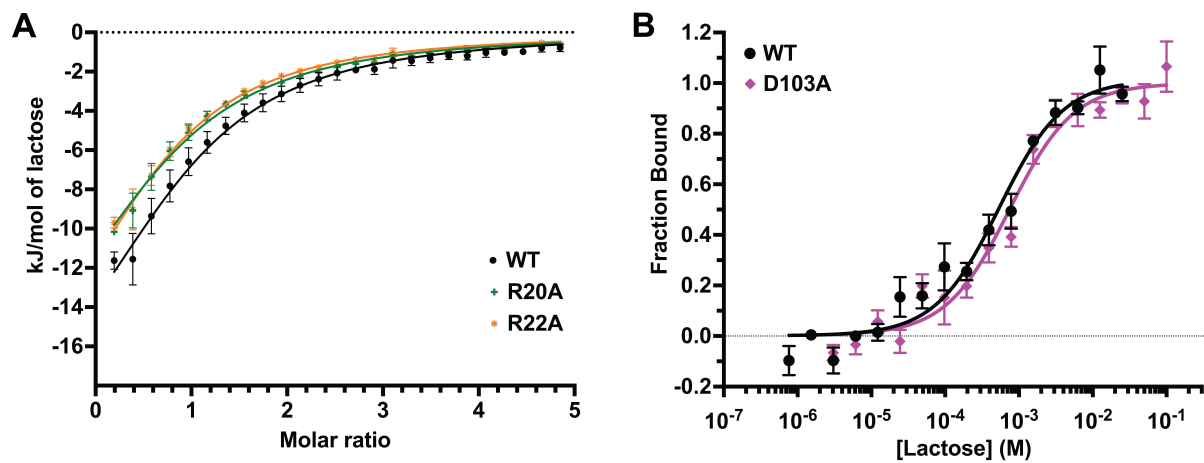 A
0
-2
-4
-6
-8
-10
-12
-14
-16
kJ/mol of lactose
WT
R20A
R22A
0 1 2 3 4 5
Molar ratio
B
1.2
1.0
0.8
0.6
0.4
0.2
0.0
-0.2
Fraction Bound
WT
D103A
10-7 10-6 10-5 10-4 10-3 10-2 10-1
[Lactose] (M)